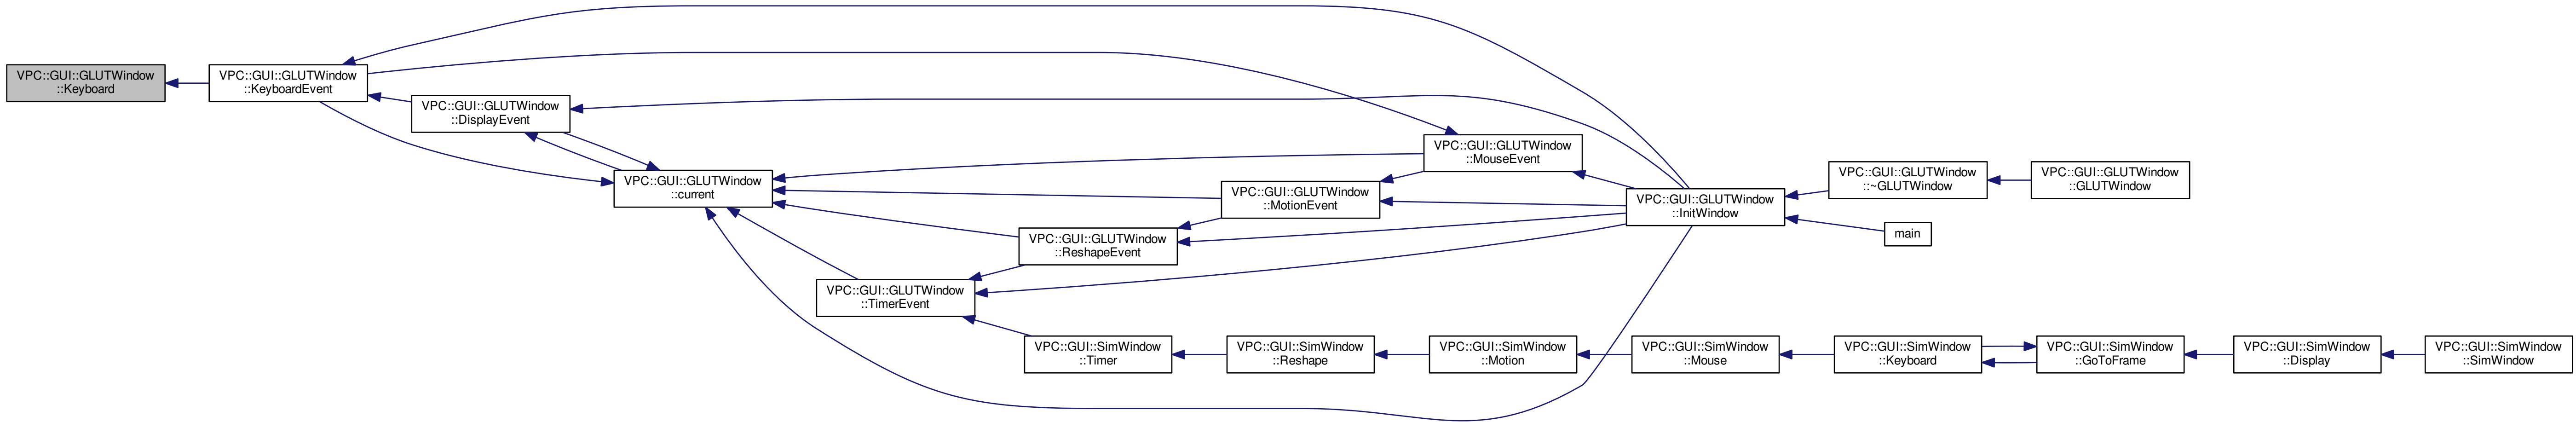 VPC::GUI::GLUTWindow
::Keyboard
VPC::GUI::GLUTWindow
::KeyboardEvent
VPC::GUI::GLUTWindow
::DisplayEvent
VPC::GUI::GLUTWindow
::current
VPC::GUI::GLUTWindow
::MouseEvent
VPC::GUI::GLUTWindow
::MotionEvent
VPC::GUI::GLUTWindow
::ReshapeEvent
VPC::GUI::GLUTWindow
::TimerEvent
VPC::GUI::GLUTWindow
::InitWindow
VPC::GUI::GLUTWindow
::~GLUTWindow
VPC::GUI::GLUTWindow
::GLUTWindow
main
VPC::GUI::SimWindow
::Timer
VPC::GUI::SimWindow
::Reshape
VPC::GUI::SimWindow
::Motion
VPC::GUI::SimWindow
::Mouse
VPC::GUI::SimWindow
::Keyboard
VPC::GUI::SimWindow
::GoToFrame
VPC::GUI::SimWindow
::Display
VPC::GUI::SimWindow
::SimWindow